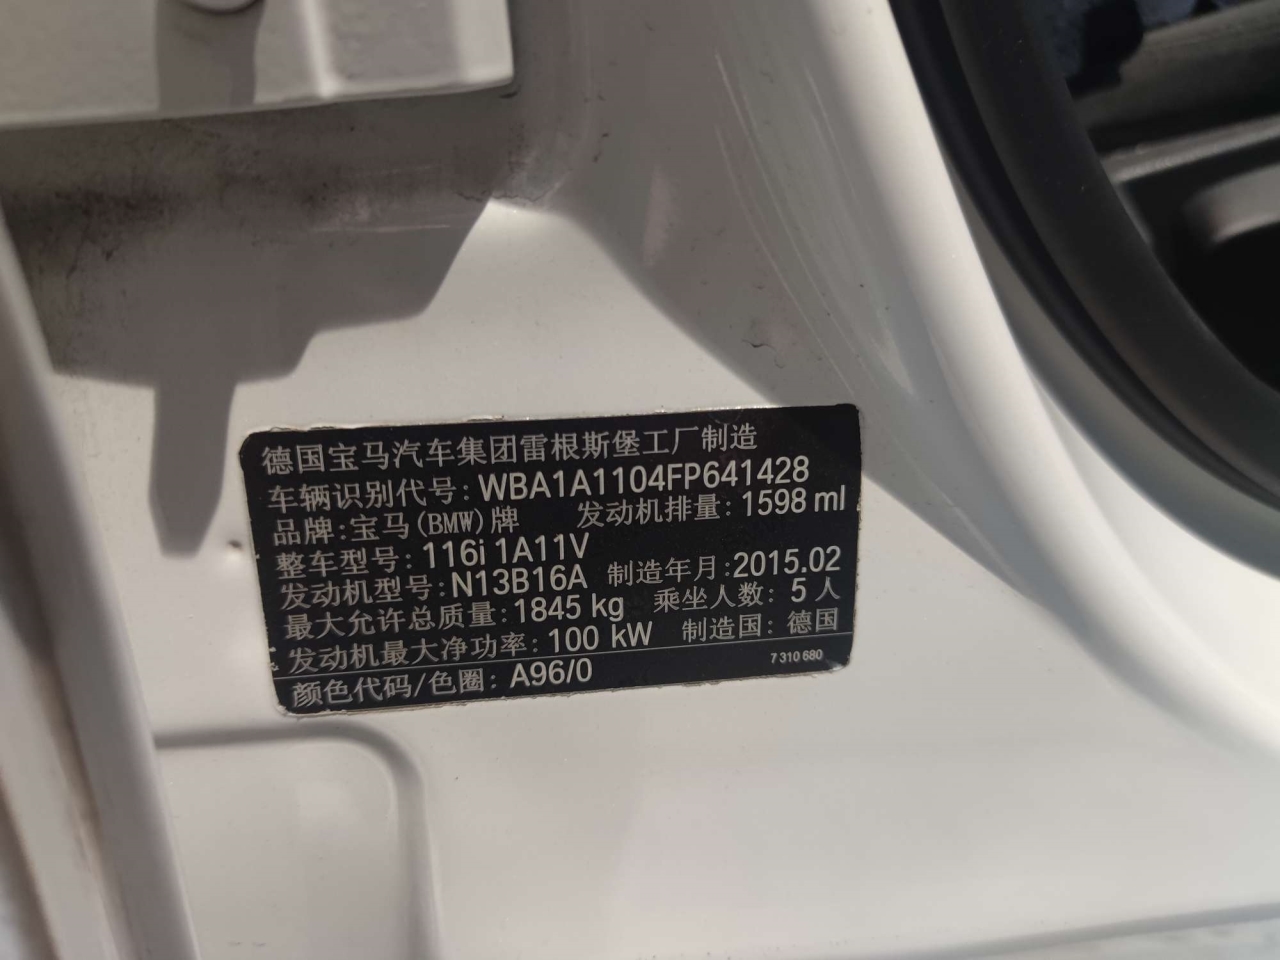 德国宝马汽车集团雷根斯堡工厂制造
车辆识别代号: WBA1A1104FP641428
品牌: 宝马(BMW)牌 发动机排量: 1598 ml
整车型号: 116i 1A11V
发动机型号: N13B16A 制造年月: 2015.02
最大允许总质量: 1845 kg 乘坐人数: 5 人
发动机最大净功率: 100 kW 制造国: 德国
颜色代码/色圈: A96/0 7 310 680